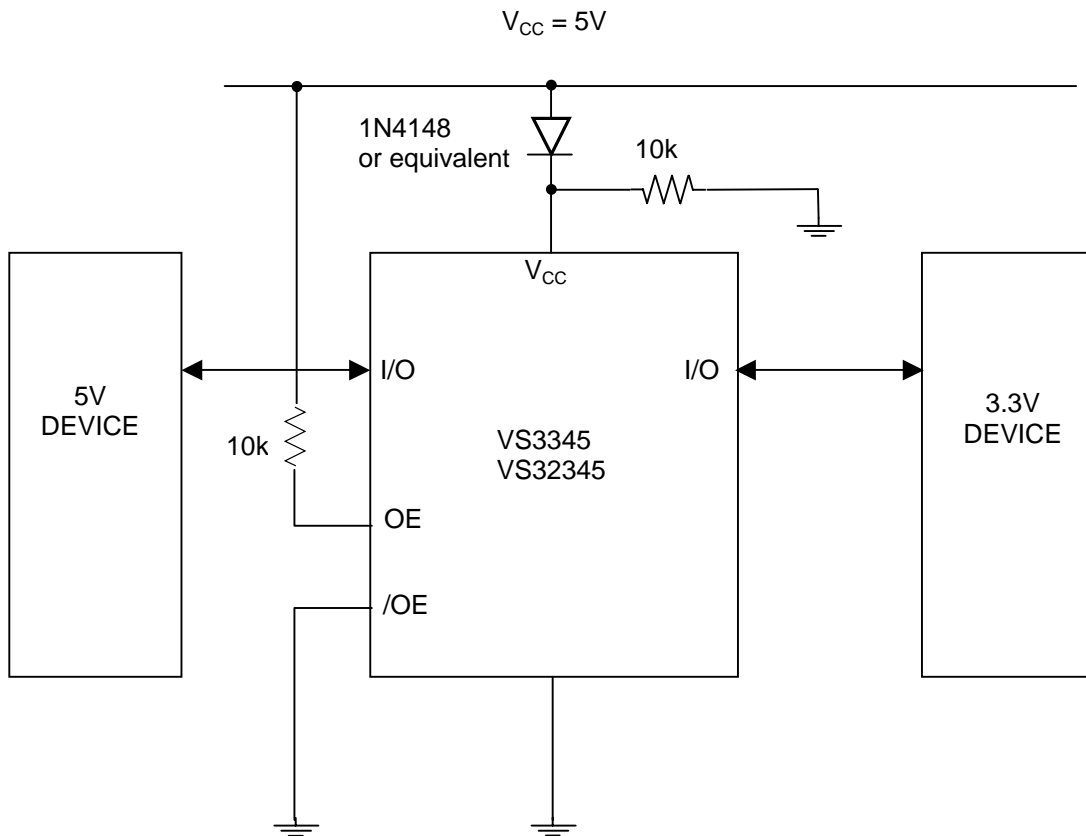 V_CC = 5V
1N4148
or equivalent
10k
V_CC
I/O
I/O
5V
DEVICE
3.3V
DEVICE
10k
VS3345
VS32345
OE
/OE